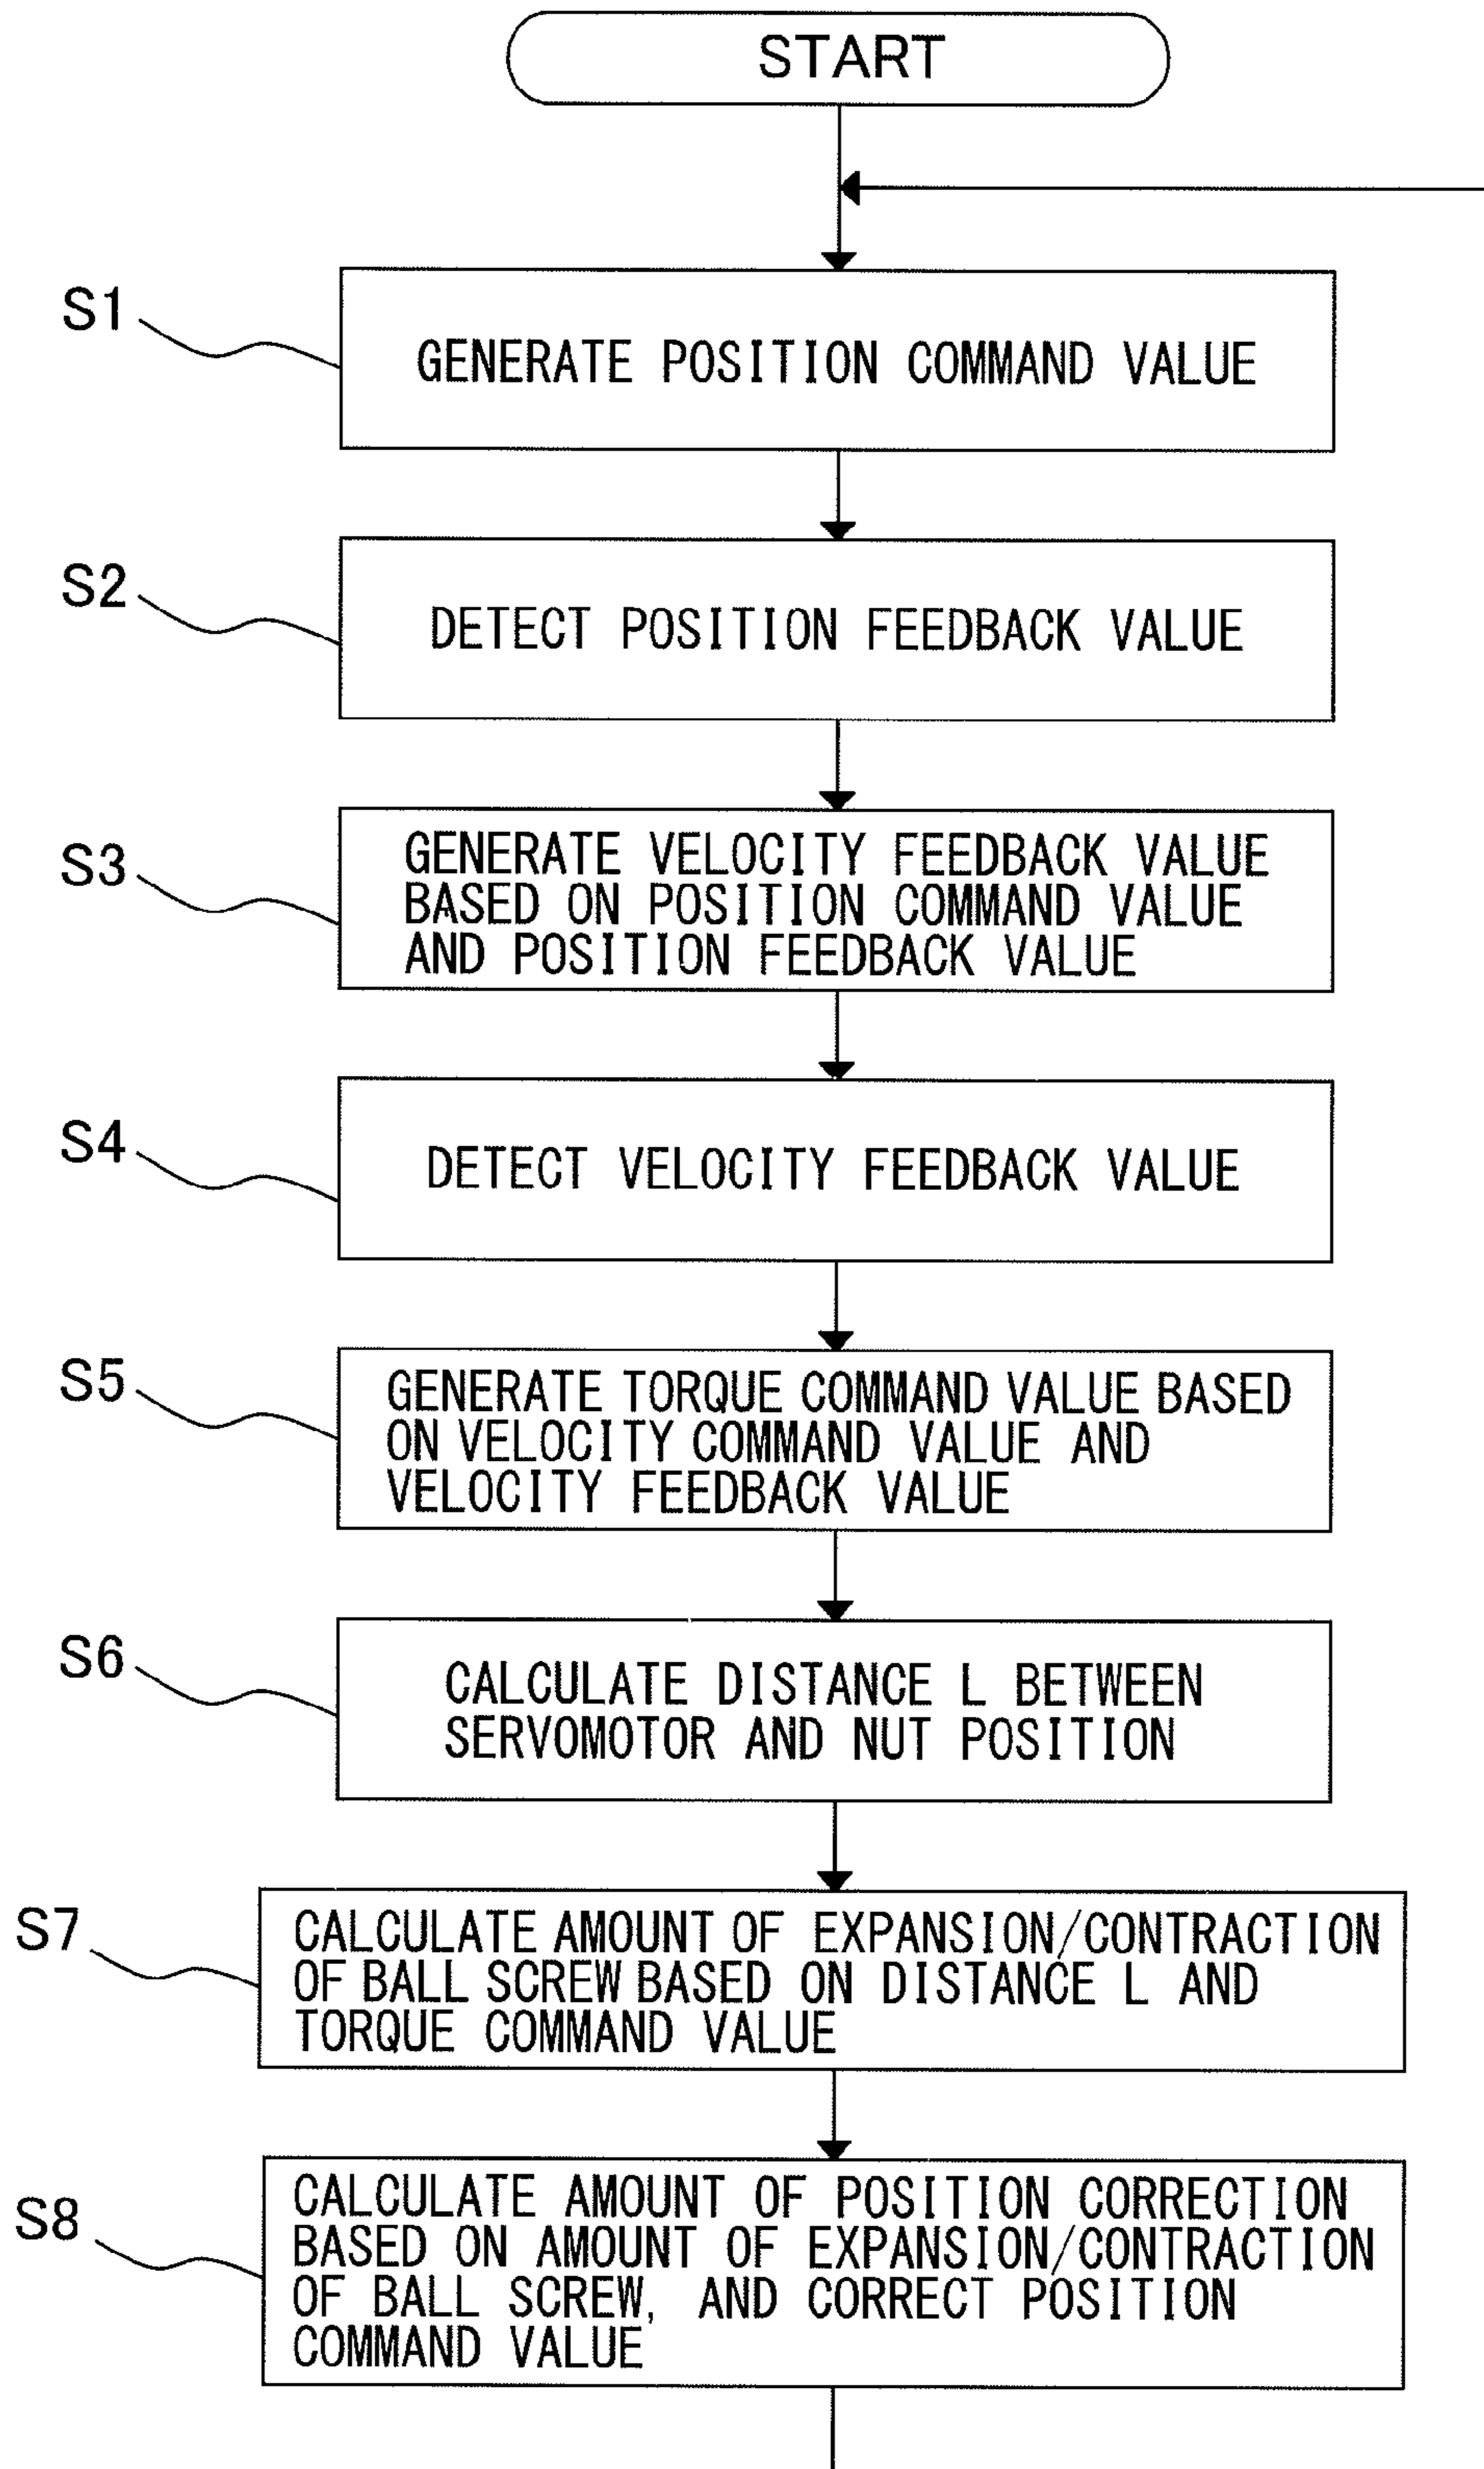 START
S1
GENERATE POSITION COMMAND VALUE
S2
DETECT POSITION FEEDBACK VALUE
S3
GENERATE VELOCITY FEEDBACK VALUE
BASED ON POSITION COMMAND VALUE
AND POSITION FEEDBACK VALUE
S4
DETECT VELOCITY FEEDBACK VALUE
S5
GENERATE TORQUE COMMAND VALUE BASED
ON VELOCITY COMMAND VALUE AND
VELOCITY FEEDBACK VALUE
S6
CALCULATE DISTANCE L BETWEEN
SERVOMOTOR AND NUT POSITION
S7
CALCULATE AMOUNT OF EXPANSION/CONTRACTION
OF BALL SCREW BASED ON DISTANCE L AND
TORQUE COMMAND VALUE
S8
CALCULATE AMOUNT OF POSITION CORRECTION
BASED ON AMOUNT OF EXPANSION/CONTRACTION
OF BALL SCREW, AND CORRECT POSITION
COMMAND VALUE